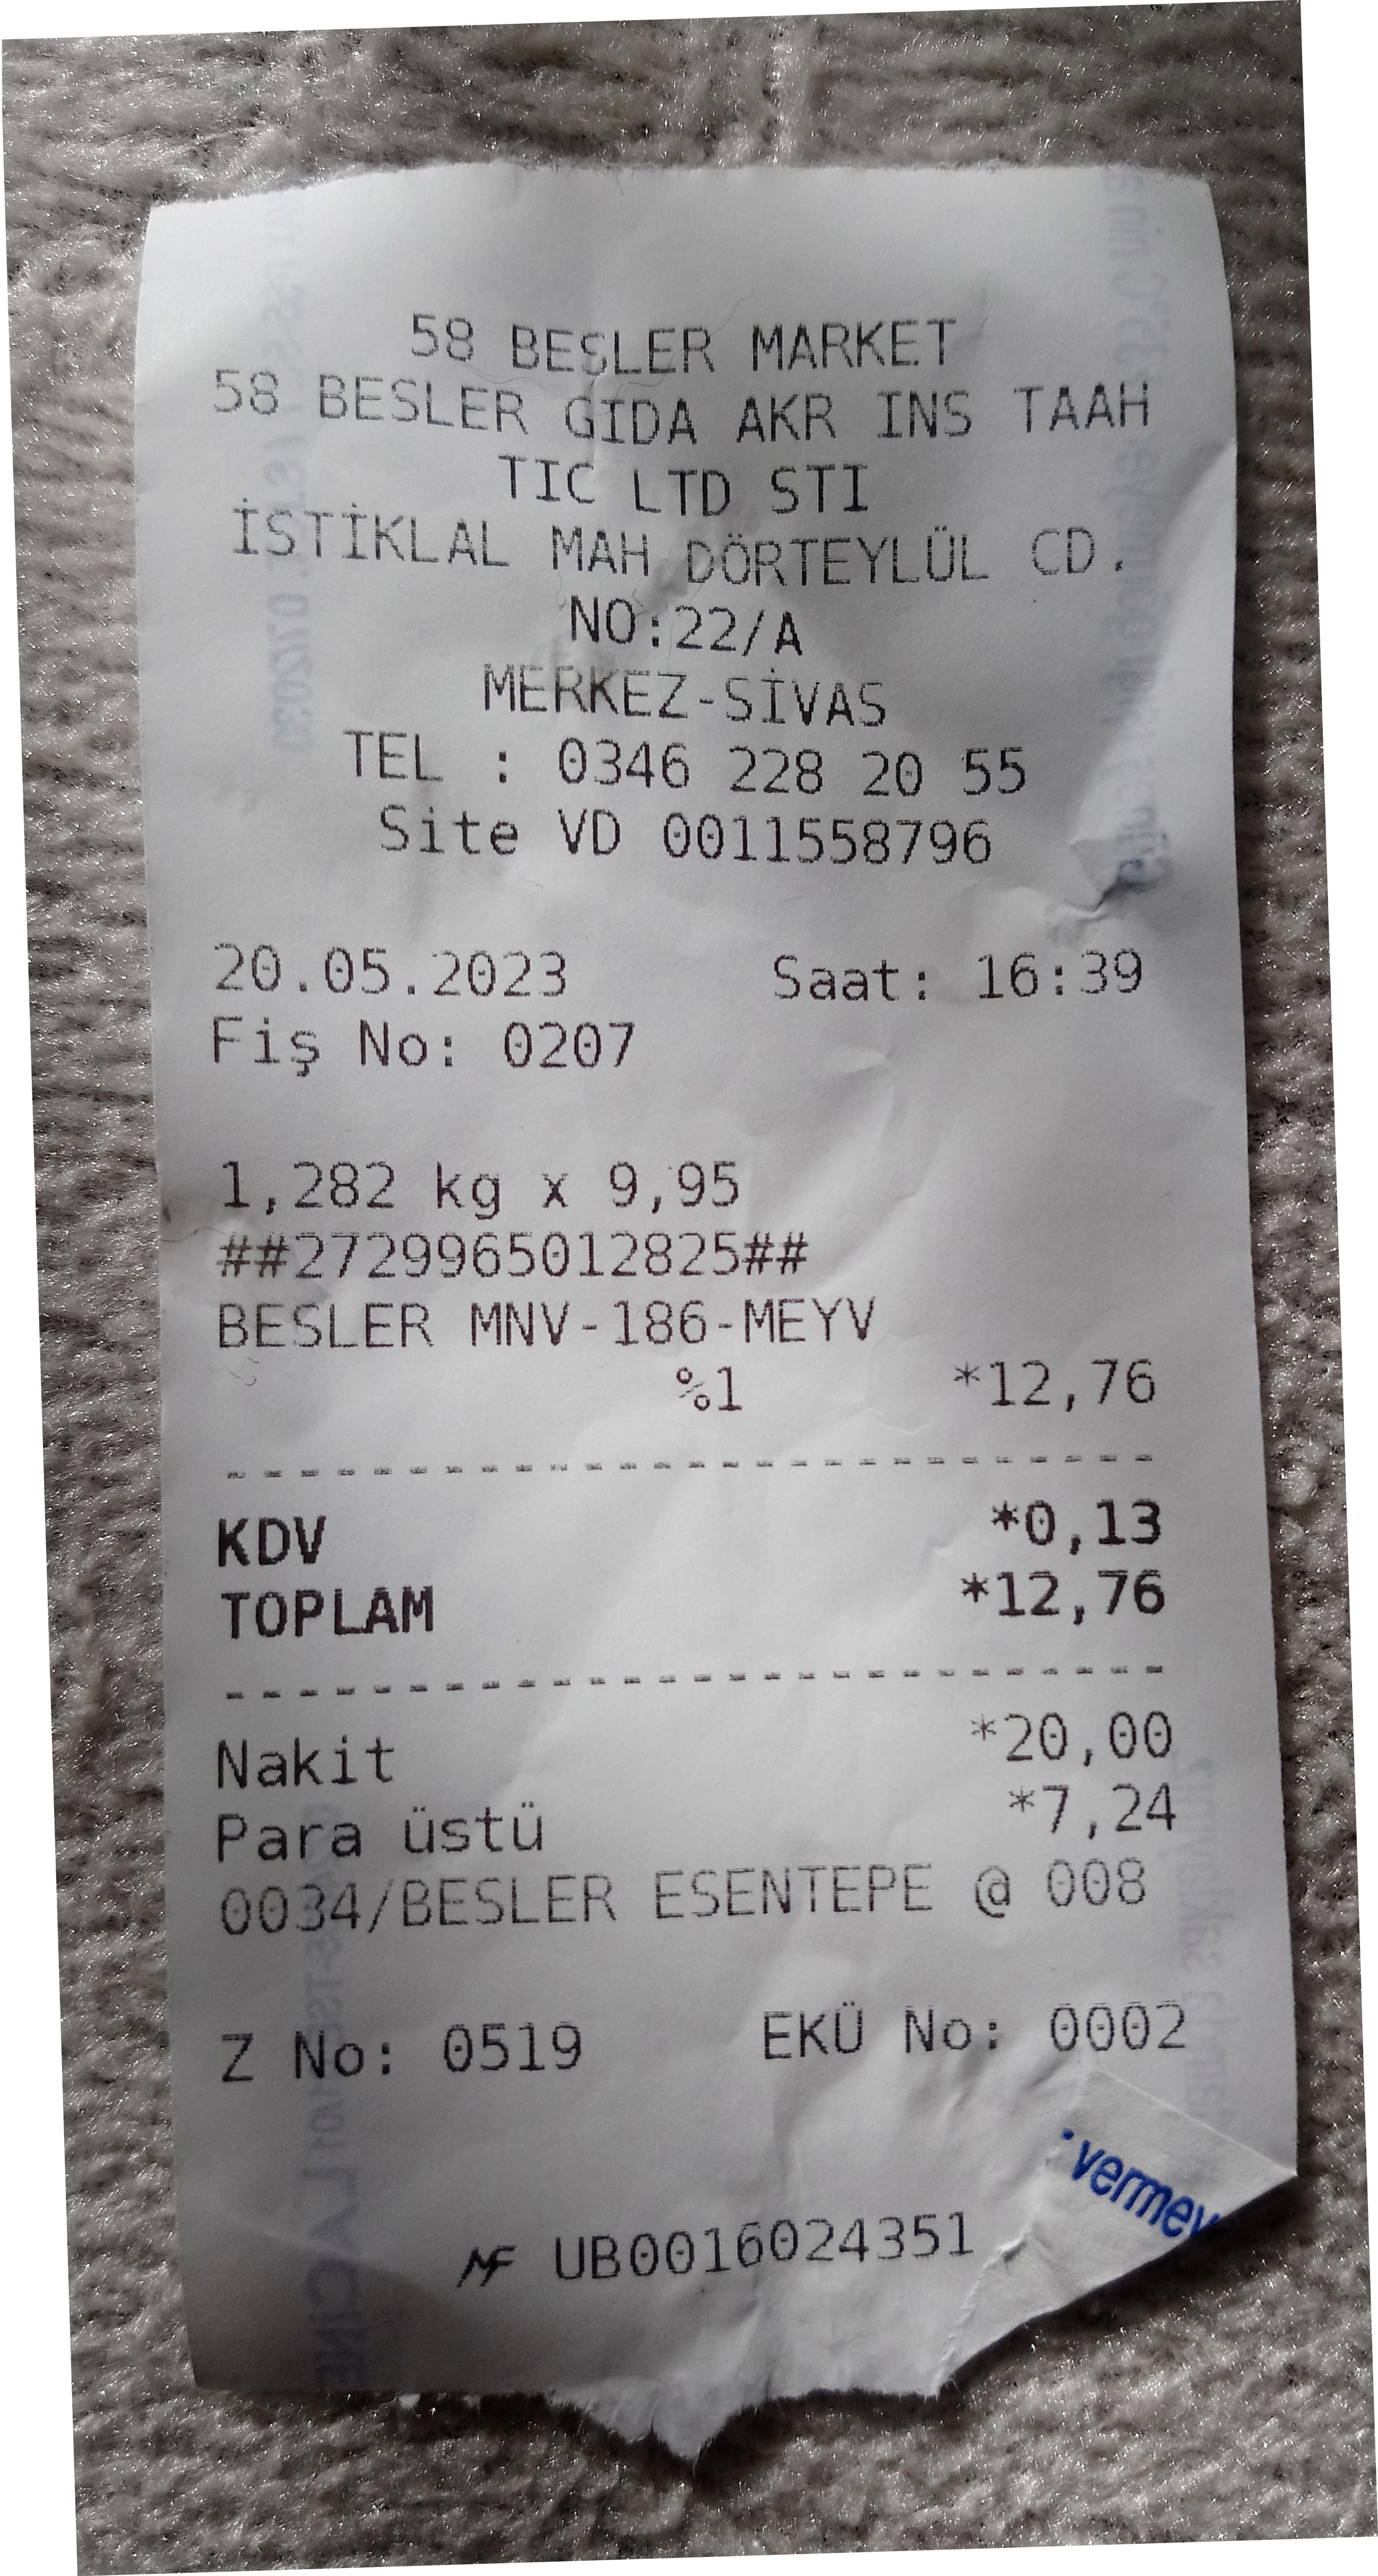 58 BESLER MARKET
58 BESLER GIDA AKR INS TAAH
TIC LTD STI
İSTİKLAL MAH DÖRTEYLÜL CD.
NO:22/A
MERKEZ-SİVAS
TEL : 0346 228 20 55
Site VD 0011558796
20.05.2023 Saat: 16:39
Fiş No: 0207
1,282 kg x 9,95
##2729965012825##
BESLER MNV-186-MEYV
%1 *12,76
KDV *0,13
TOPLAM *12,76
Nakit *20,00
Para üstü *7,24
0034/BESLER ESENTEPE @ 008
Z No: 0519 EKÜ No: 0002
MF UB0016024351